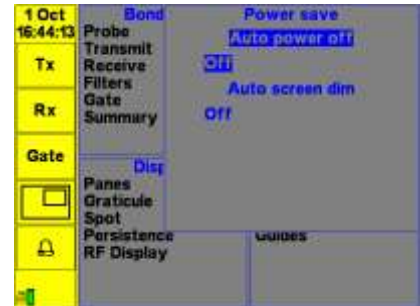 1 Oct
16:44:13
Tx
Rx
Gate
Bond
Probe
Transmit
Receive
Filters
Gate
Summary
Power save
Auto power off
Off
Auto screen dim
Off
Disp
Panes
Graticule
Spot
Persistence
RF Display
Guides